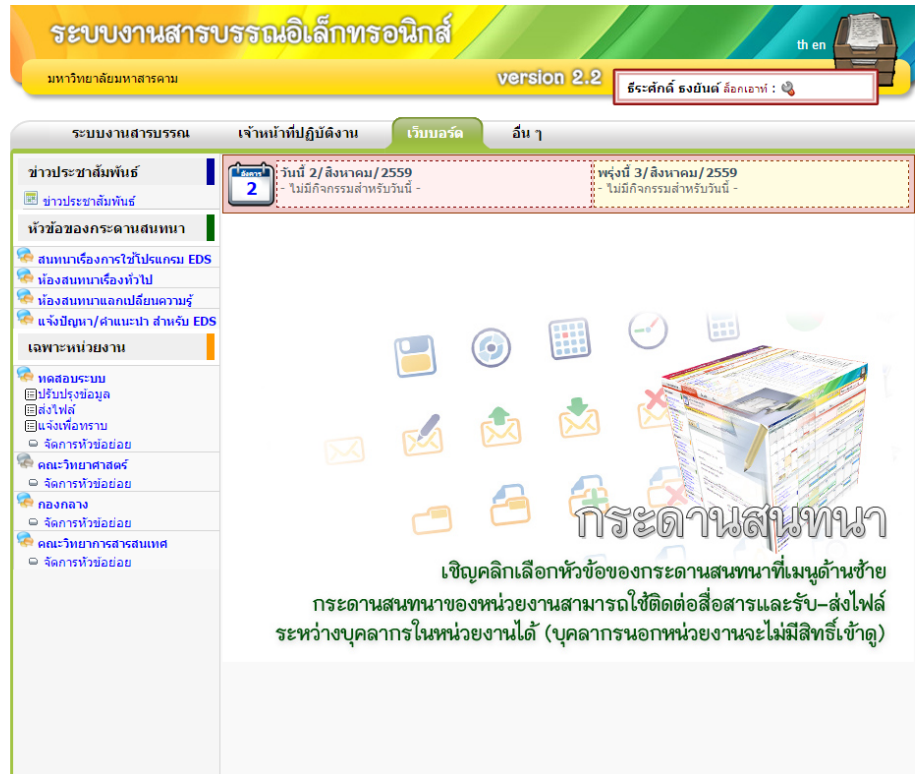 ระบบงานสารบรรณอิเล็กทรอนิกส์
th en
มหาวิทยาลัยมหาสารคาม
version 2.2
ธีระศักดิ์ ธงยันต์ ล็อกเอาท์ :
ระบบงานสารบรรณ เจ้าหน้าที่ปฏิบัติงาน เว็บบอร์ด อื่น ๆ
ข่าวประชาสัมพันธ์
ข่าวประชาสัมพันธ์
หัวข้อของกระดานสนทนา
สนทนาเรื่องการใช้โปรแกรม EDS
ห้องสนทนาเรื่องทั่วไป
ห้องสนทนาแลกเปลี่ยนความรู้
แจ้งปัญหา/คำแนะนำ สำหรับ EDS
เฉพาะหน่วยงาน
ทดสอบระบบ
ปรับปรุงข้อมูล
ส่งไฟล์
แจ้งเพื่อทราบ
จัดการหัวข้อย่อย
คณะวิทยาศาสตร์
จัดการหัวข้อย่อย
กองกลาง
จัดการหัวข้อย่อย
คณะวิทยาการสารสนเทศ
จัดการหัวข้อย่อย
อังคาร
2
วันนี้ 2/สิงหาคม/2559
- ไม่มีกิจกรรมสำหรับวันนี้ -
พรุ่งนี้ 3/สิงหาคม/2559
- ไม่มีกิจกรรมสำหรับวันนี้ -
กระดานสนทนา
เชิญคลิกเลือกหัวข้อของกระดานสนทนาที่เมนูด้านซ้าย
กระดานสนทนาของหน่วยงานสามารถใช้ติดต่อสื่อสารและรับ-ส่งไฟล์
ระหว่างบุคลากรในหน่วยงานได้ (บุคลากรนอกหน่วยงานจะไม่มีสิทธิ์เข้าดู)